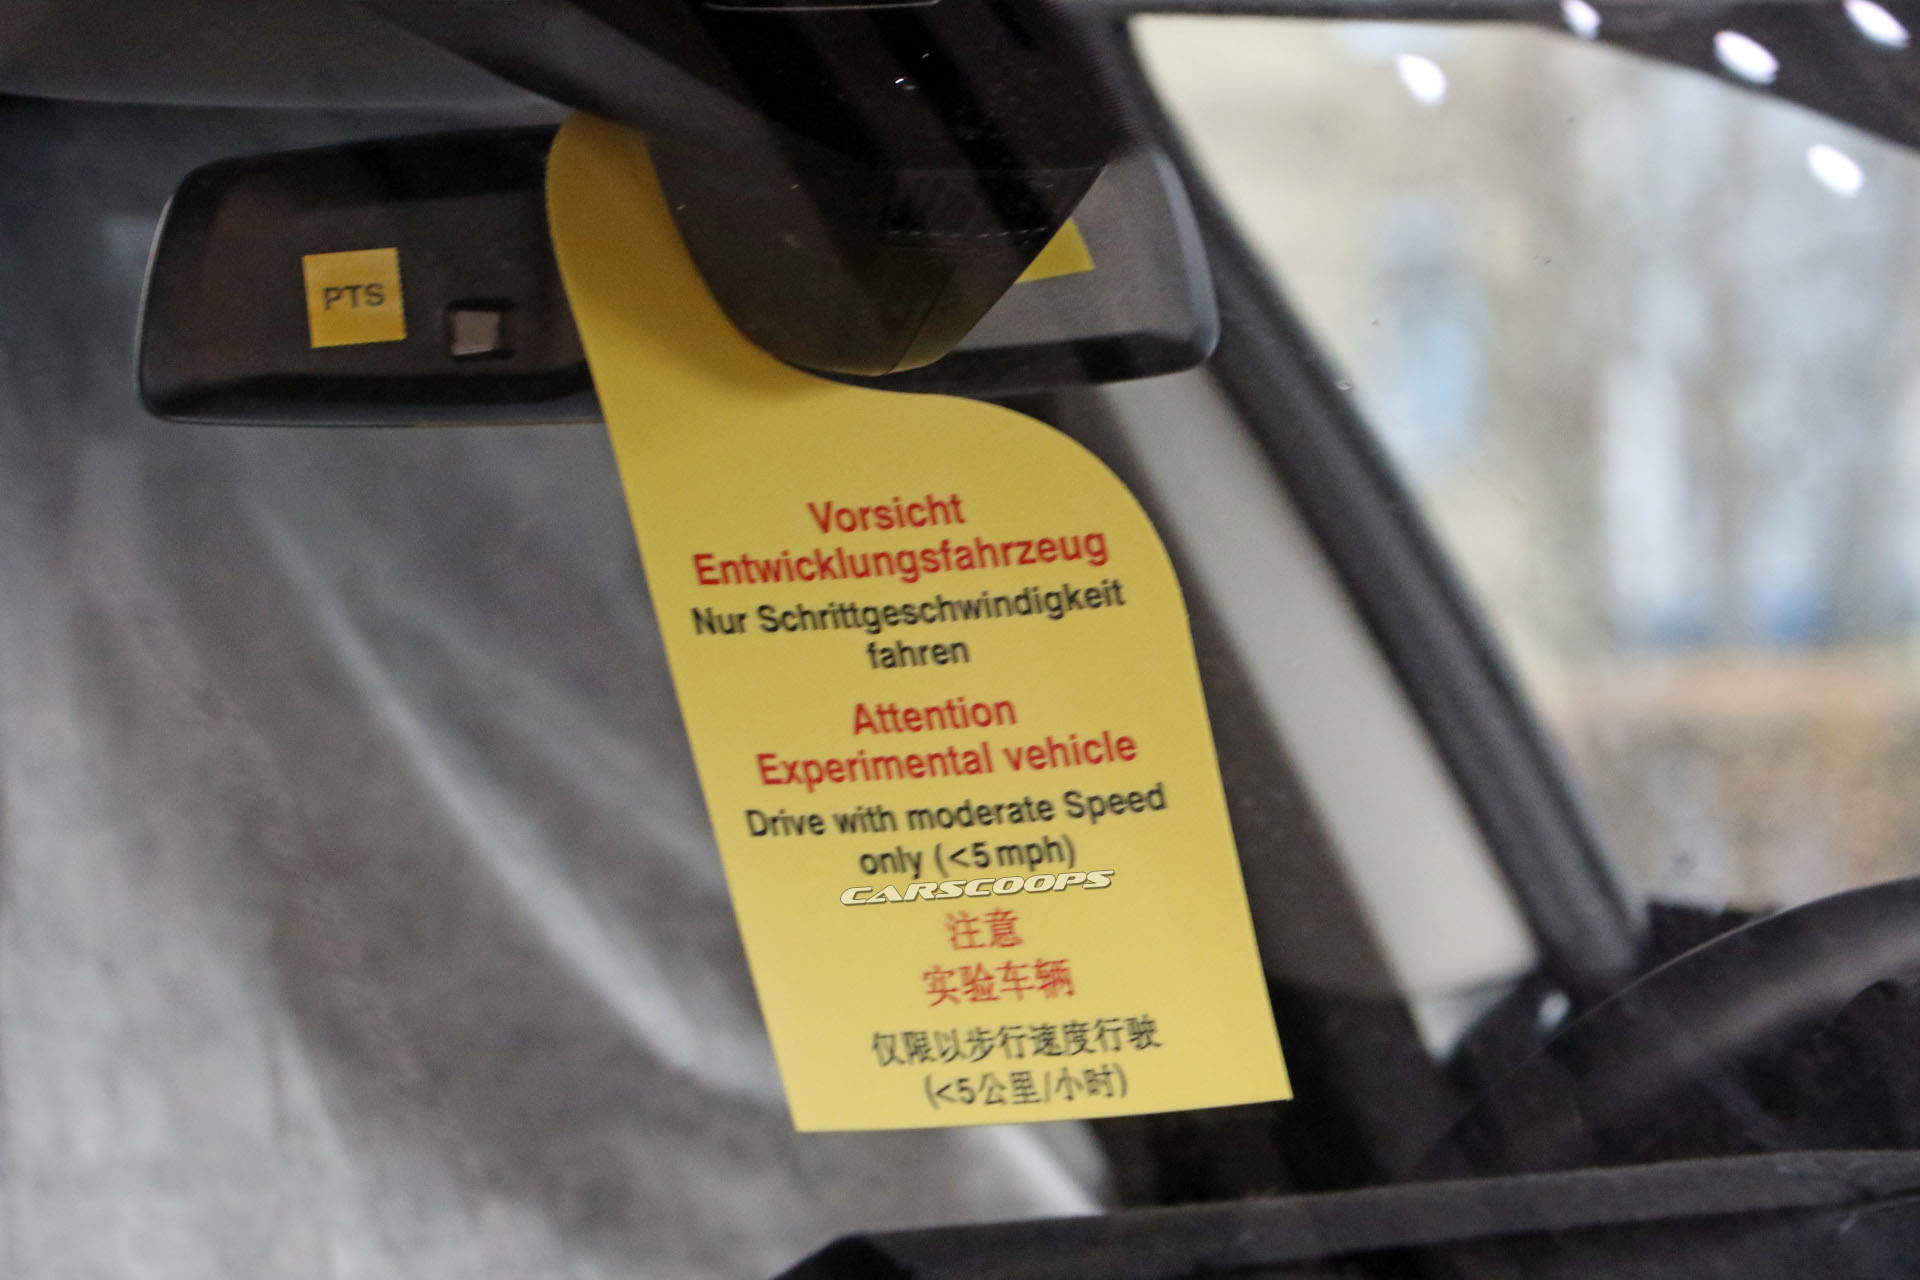 PTS
Vorsicht
Entwicklungsfahrzeug
Nur Schrittgeschwindigkeit
fahren
Attention
Experimental vehicle
Drive with moderate Speed
only (<5 mph)
CARSCOOPS
注意
实验车辆
仅限以步行速度行驶
(<5公里/小时)